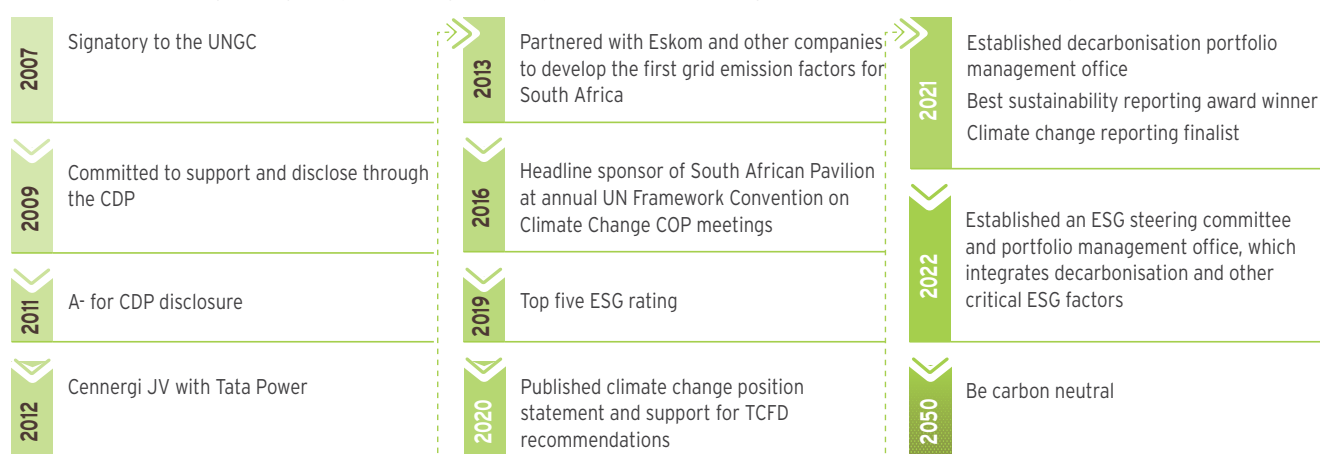 2007
Signatory to the UNGC
2009
Committed to support and disclose through
the CDP
2011
A- for CDP disclosure
2012
Cennergi JV with Tata Power
2013
Partnered with Eskom and other companies
to develop the first grid emission factors for
South Africa
2016
Headline sponsor of South African Pavilion
at annual UN Framework Convention on
Climate Change COP meetings
2019
Top five ESG rating
2020
Published climate change position
statement and support for TCFD
recommendations
2021
Established decarbonisation portfolio
management office
Best sustainability reporting award winner
Climate change reporting finalist
2022
Established an ESG steering committee
and portfolio management office, which
integrates decarbonisation and other
critical ESG factors
2050
Be carbon neutral